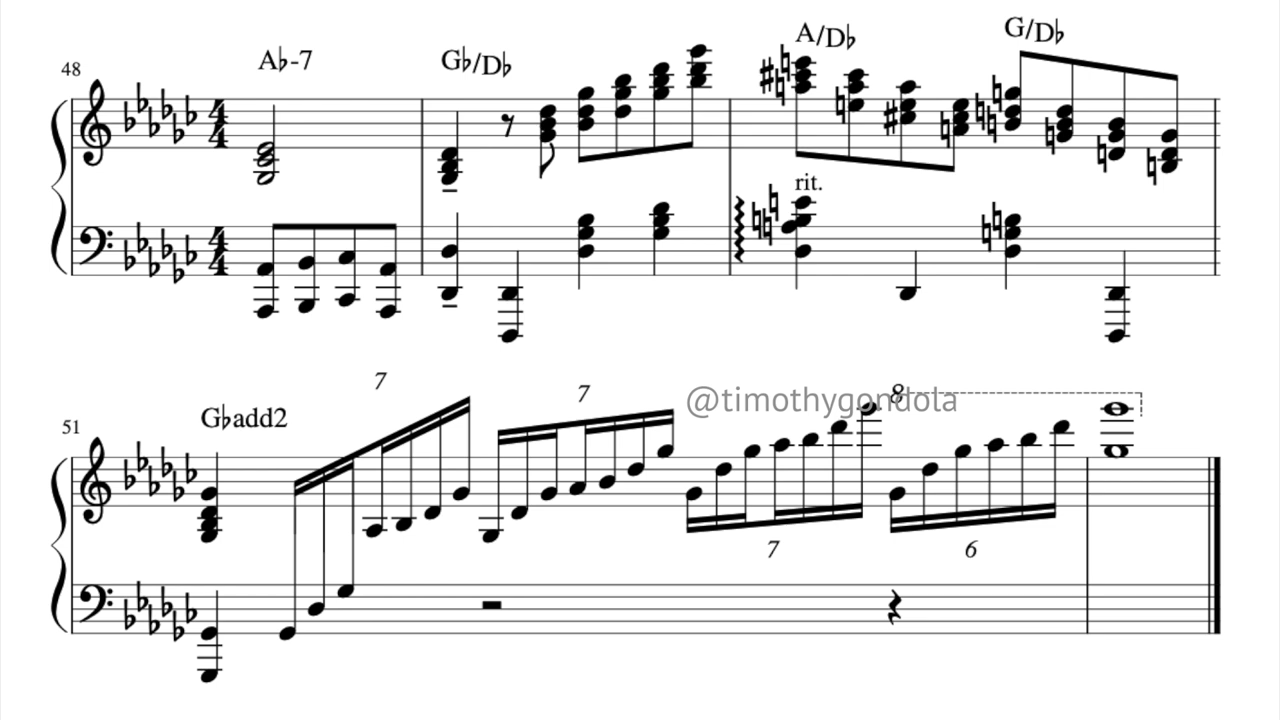 48
A♭-7
G♭/D♭
A/D♭
G/D♭
rit.
51
G♭add2
7
7
8
@timothygondola
7
6